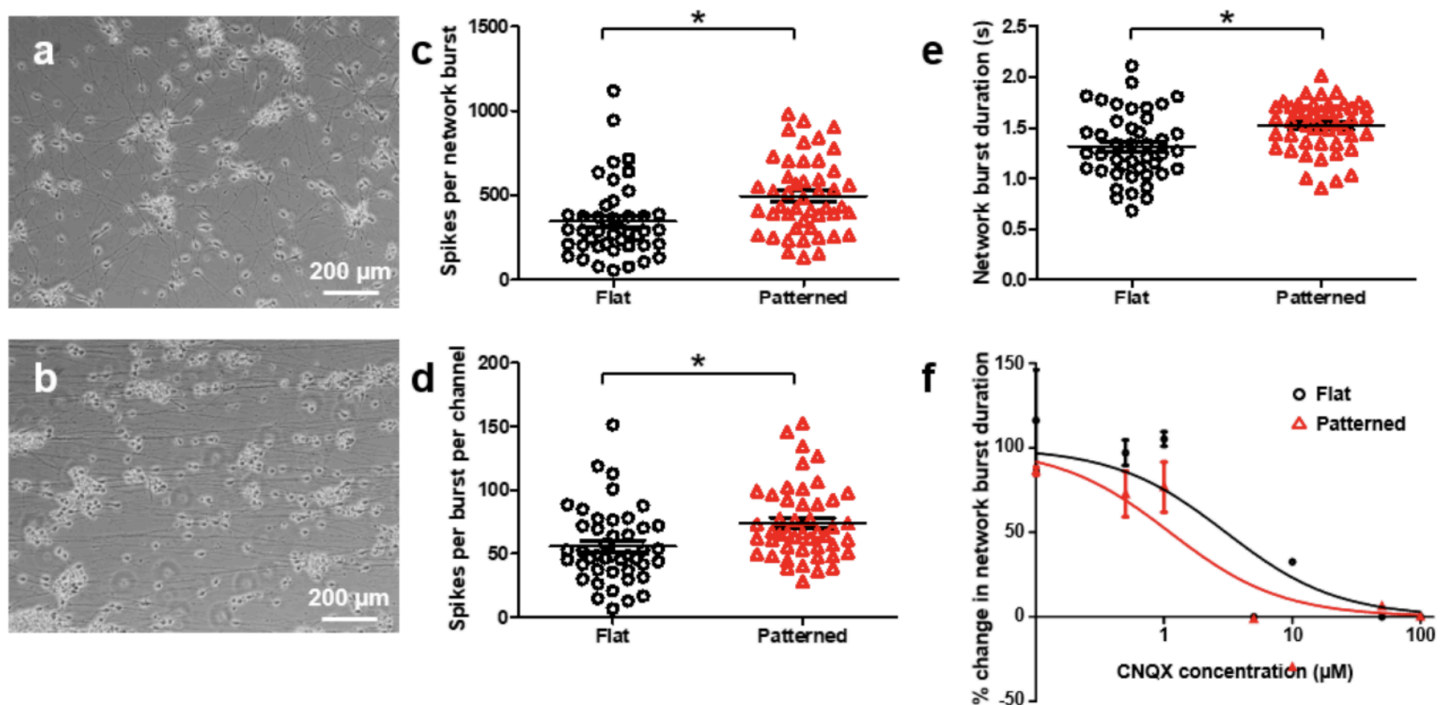 a
200 µm
b
200 µm
c
Spikes per network burst
1500
1000
500
0
*
Flat
Patterned
d
Spikes per burst per channel
200
150
100
50
0
*
Flat
Patterned
e
Network burst duration (s)
2.5
2.0
1.5
1.0
0.5
0.0
*
Flat
Patterned
f
% change in network burst duration
150
100
50
0
-50
Flat
Patterned
1
10
100
CNQX concentration (µM)